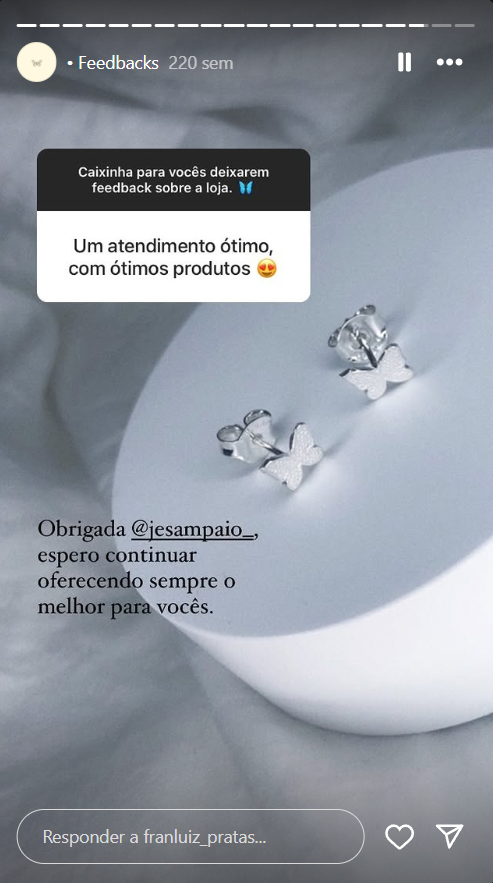 • Feedbacks 220 sem
Caixinha para vocês deixarem
feedback sobre a loja. 🦋
Um atendimento ótimo,
com ótimos produtos 😍
Obrigada @jesampaio_,
espero continuar
oferecendo sempre o
melhor para vocês.
Responder a franluiz_pratas...